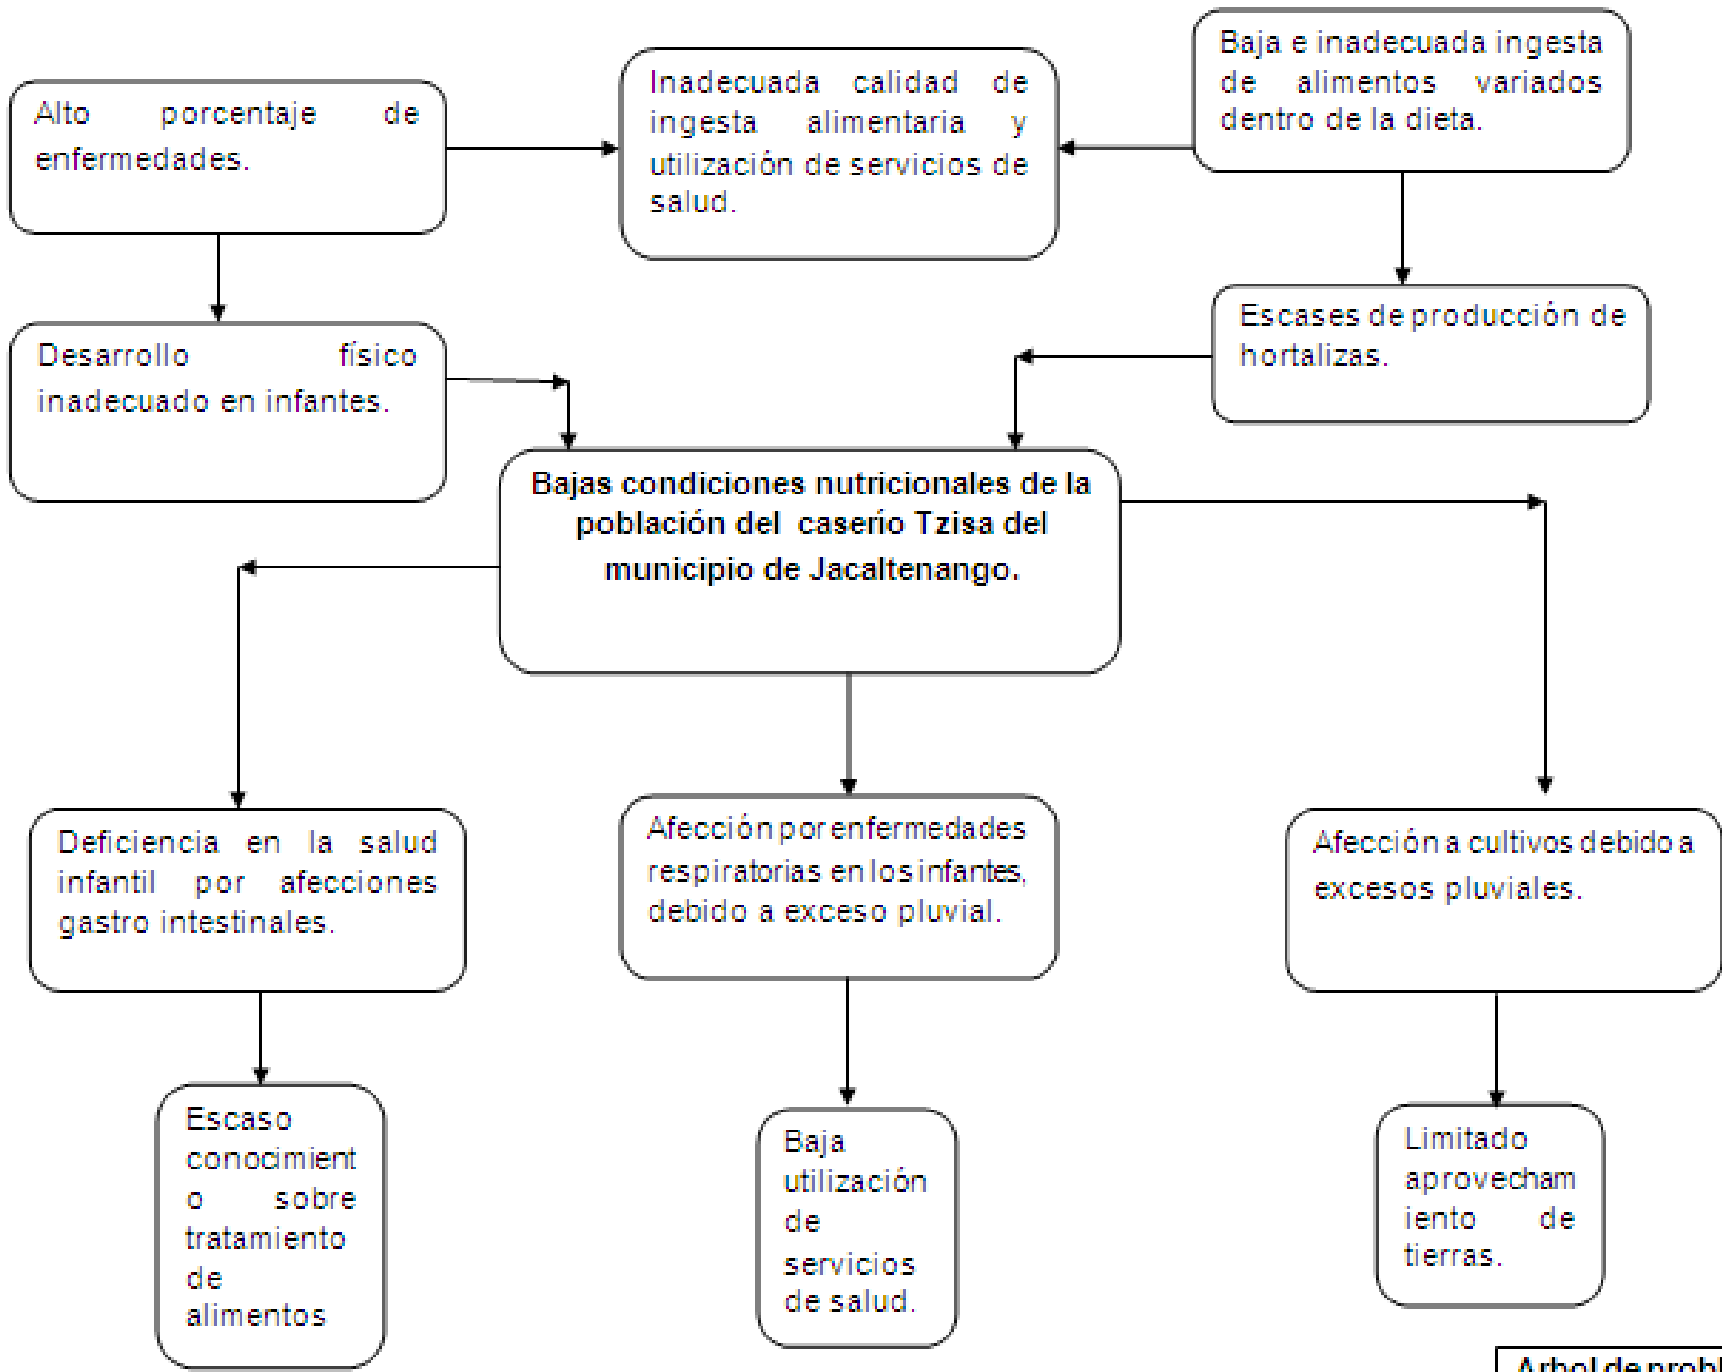 Alto porcentaje de
enfermedades.
Inadecuada calidad de
ingesta alimentaria y
utilización de servicios de
salud.
Baja e inadecuada ingesta
de alimentos variados
dentro de la dieta.
Desarrollo físico
inadecuado en infantes.
Escases de producción de
hortalizas.
Bajas condiciones nutricionales de la
población del caserío Tzisa del
municipio de Jacaltenango.
Deficiencia en la salud
infantil por afecciones
gastro intestinales.
Afección por enfermedades
respiratorias en los infantes,
debido a exceso pluvial.
Afección a cultivos debido a
excesos pluviales.
Escaso
conocimient
o sobre
tratamiento
de
alimentos
Baja
utilización
de
servicios
de salud.
Limitado
aprovecham
iento de
tierras.
Arbol de